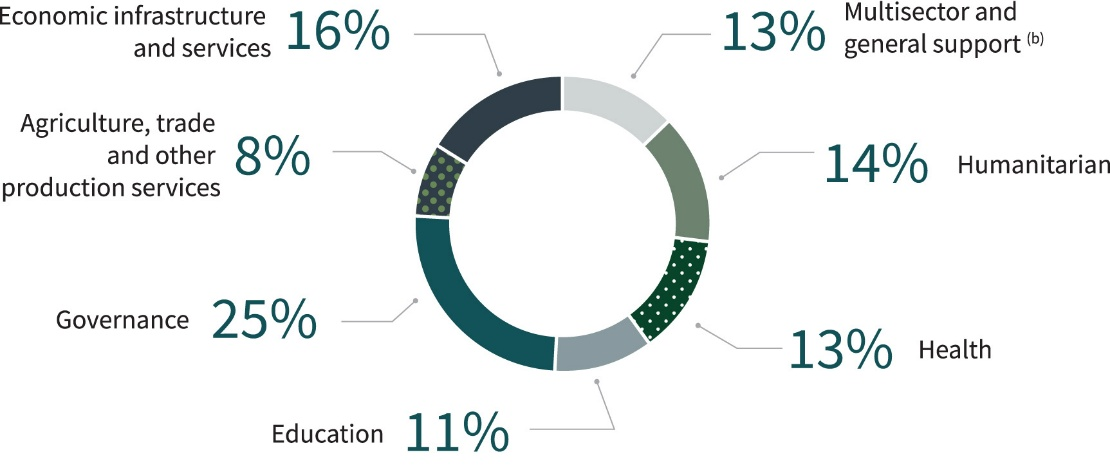 Economic infrastructure
and services
16%
13%
Multisector and
general support (b)
Agriculture, trade
and other
production services
8%
14%
Humanitarian
Governance
25%
13%
Health
Education
11%